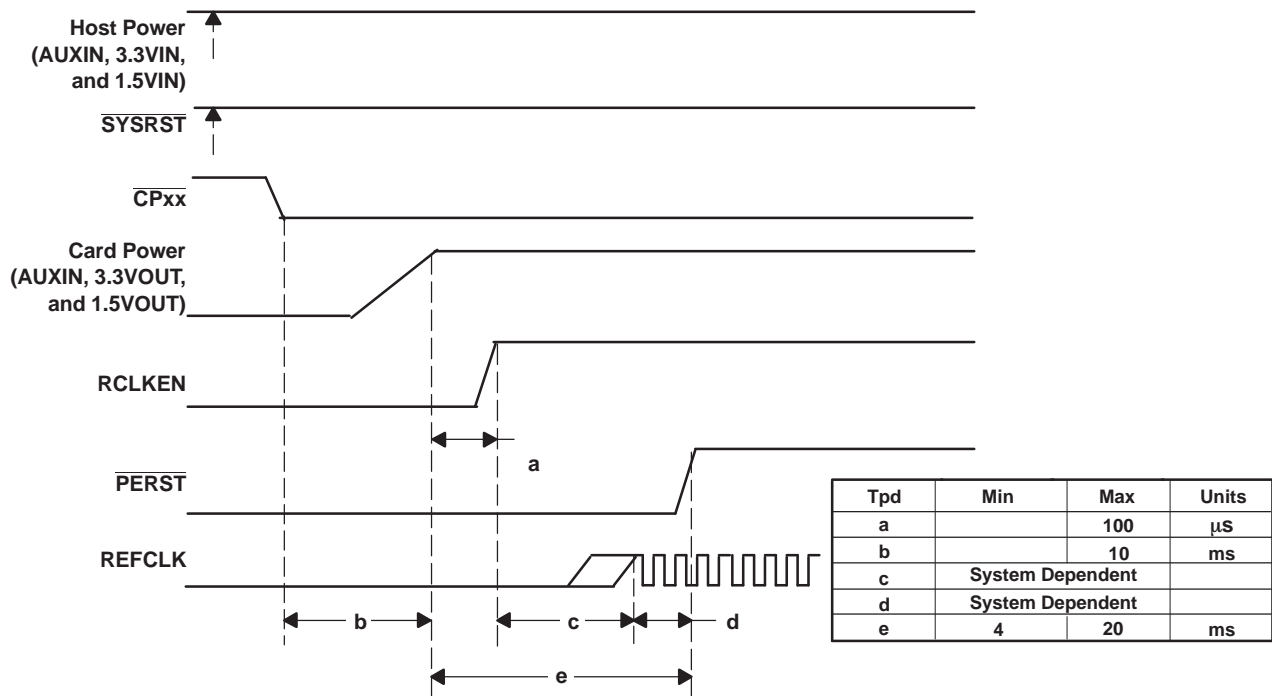 Host Power
(AUXIN, 3.3VIN,
and 1.5VIN)
SYSRST
CPxx
Card Power
(AUXIN, 3.3VOUT,
and 1.5VOUT)
RCLKEN
a
PERST
REFCLK
b
c
d
e
Tpd Min Max Units
a 100 μs
b 10 ms
c System Dependent
d System Dependent
e 4 20 ms